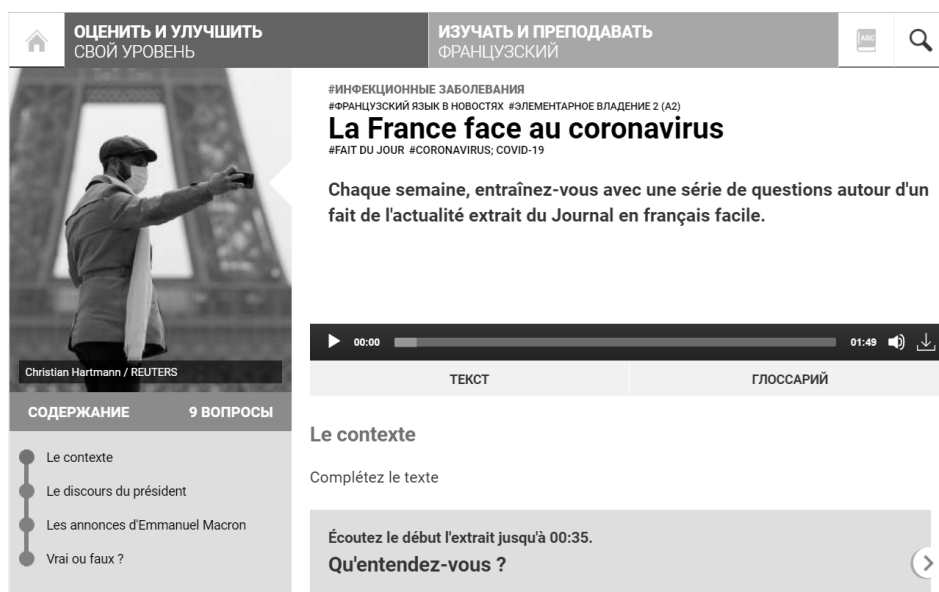 ОЦЕНИТЬ И УЛУЧШИТЬ
СВОЙ УРОВЕНЬ
ИЗУЧАТЬ И ПРЕПОДАВАТЬ
ФРАНЦУЗСКИЙ
ABC
#ИНФЕКЦИОННЫЕ ЗАБОЛЕВАНИЯ
#ФРАНЦУЗСКИЙ ЯЗЫК В НОВОСТЯХ #ЭЛЕМЕНТАРНОЕ ВЛАДЕНИЕ 2 (A2)
La France face au coronavirus
#FAIT DU JOUR #CORONAVIRUS; COVID-19
Chaque semaine, entraînez-vous avec une série de questions autour d'un
fait de l'actualité extrait du Journal en français facile.
00:00
01:49
Christian Hartmann / REUTERS
ТЕКСТ
ГЛОССАРИЙ
СОДЕРЖАНИЕ
9 ВОПРОСЫ
Le contexte
Le discours du président
Les annonces d'Emmanuel Macron
Vrai ou faux ?
Le contexte
Complétez le texte
Écoutez le début l'extrait jusqu'à 00:35.
Qu'entendez-vous ?